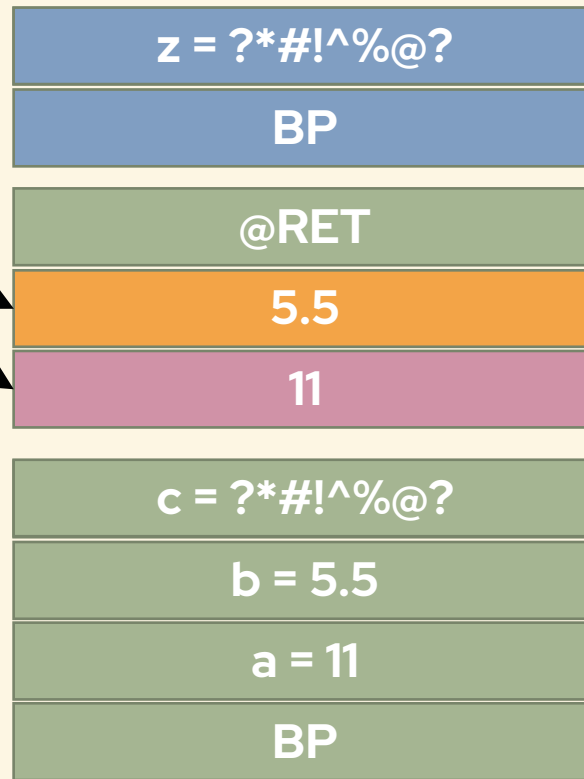 z = ?*#!^%@?
BP
@RET
5.5
11
c = ?*#!^%@?
b = 5.5
a = 11
BP